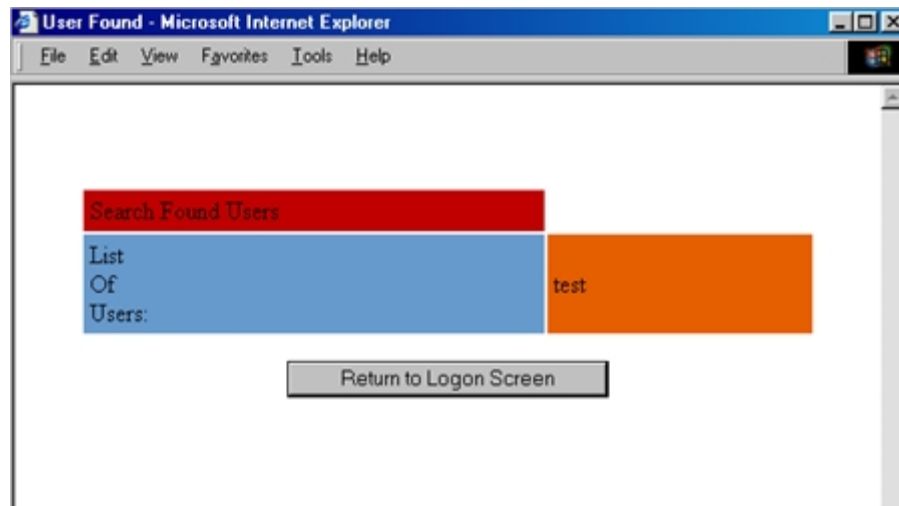 User Found - Microsoft Internet Explorer
File Edit View Favorites Tools Help
Search Found Users
List
Of
Users:
test
Return to Logon Screen